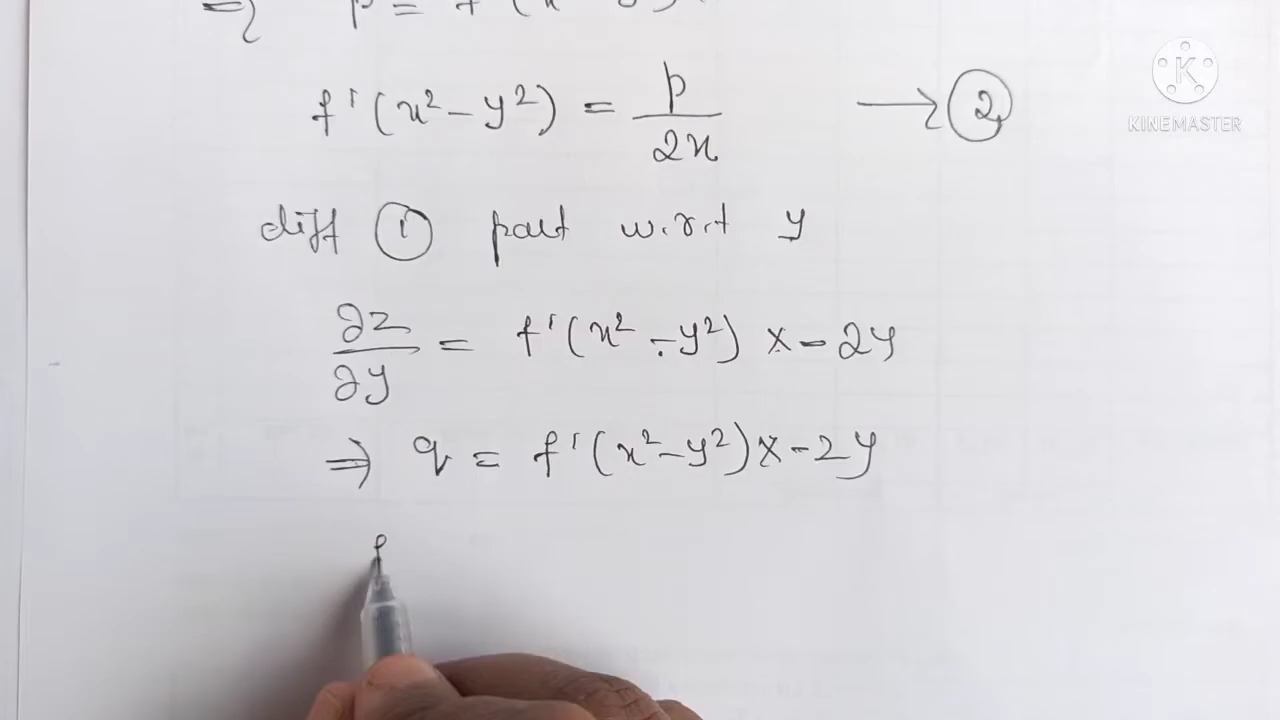 f'(x² - y²) = p/2x → ②
diff ① part w.r.t y
∂z/∂y = f'(x² - y²) × - 2y
⇒ q = f'(x² - y²) × - 2y
K
KINEMASTER